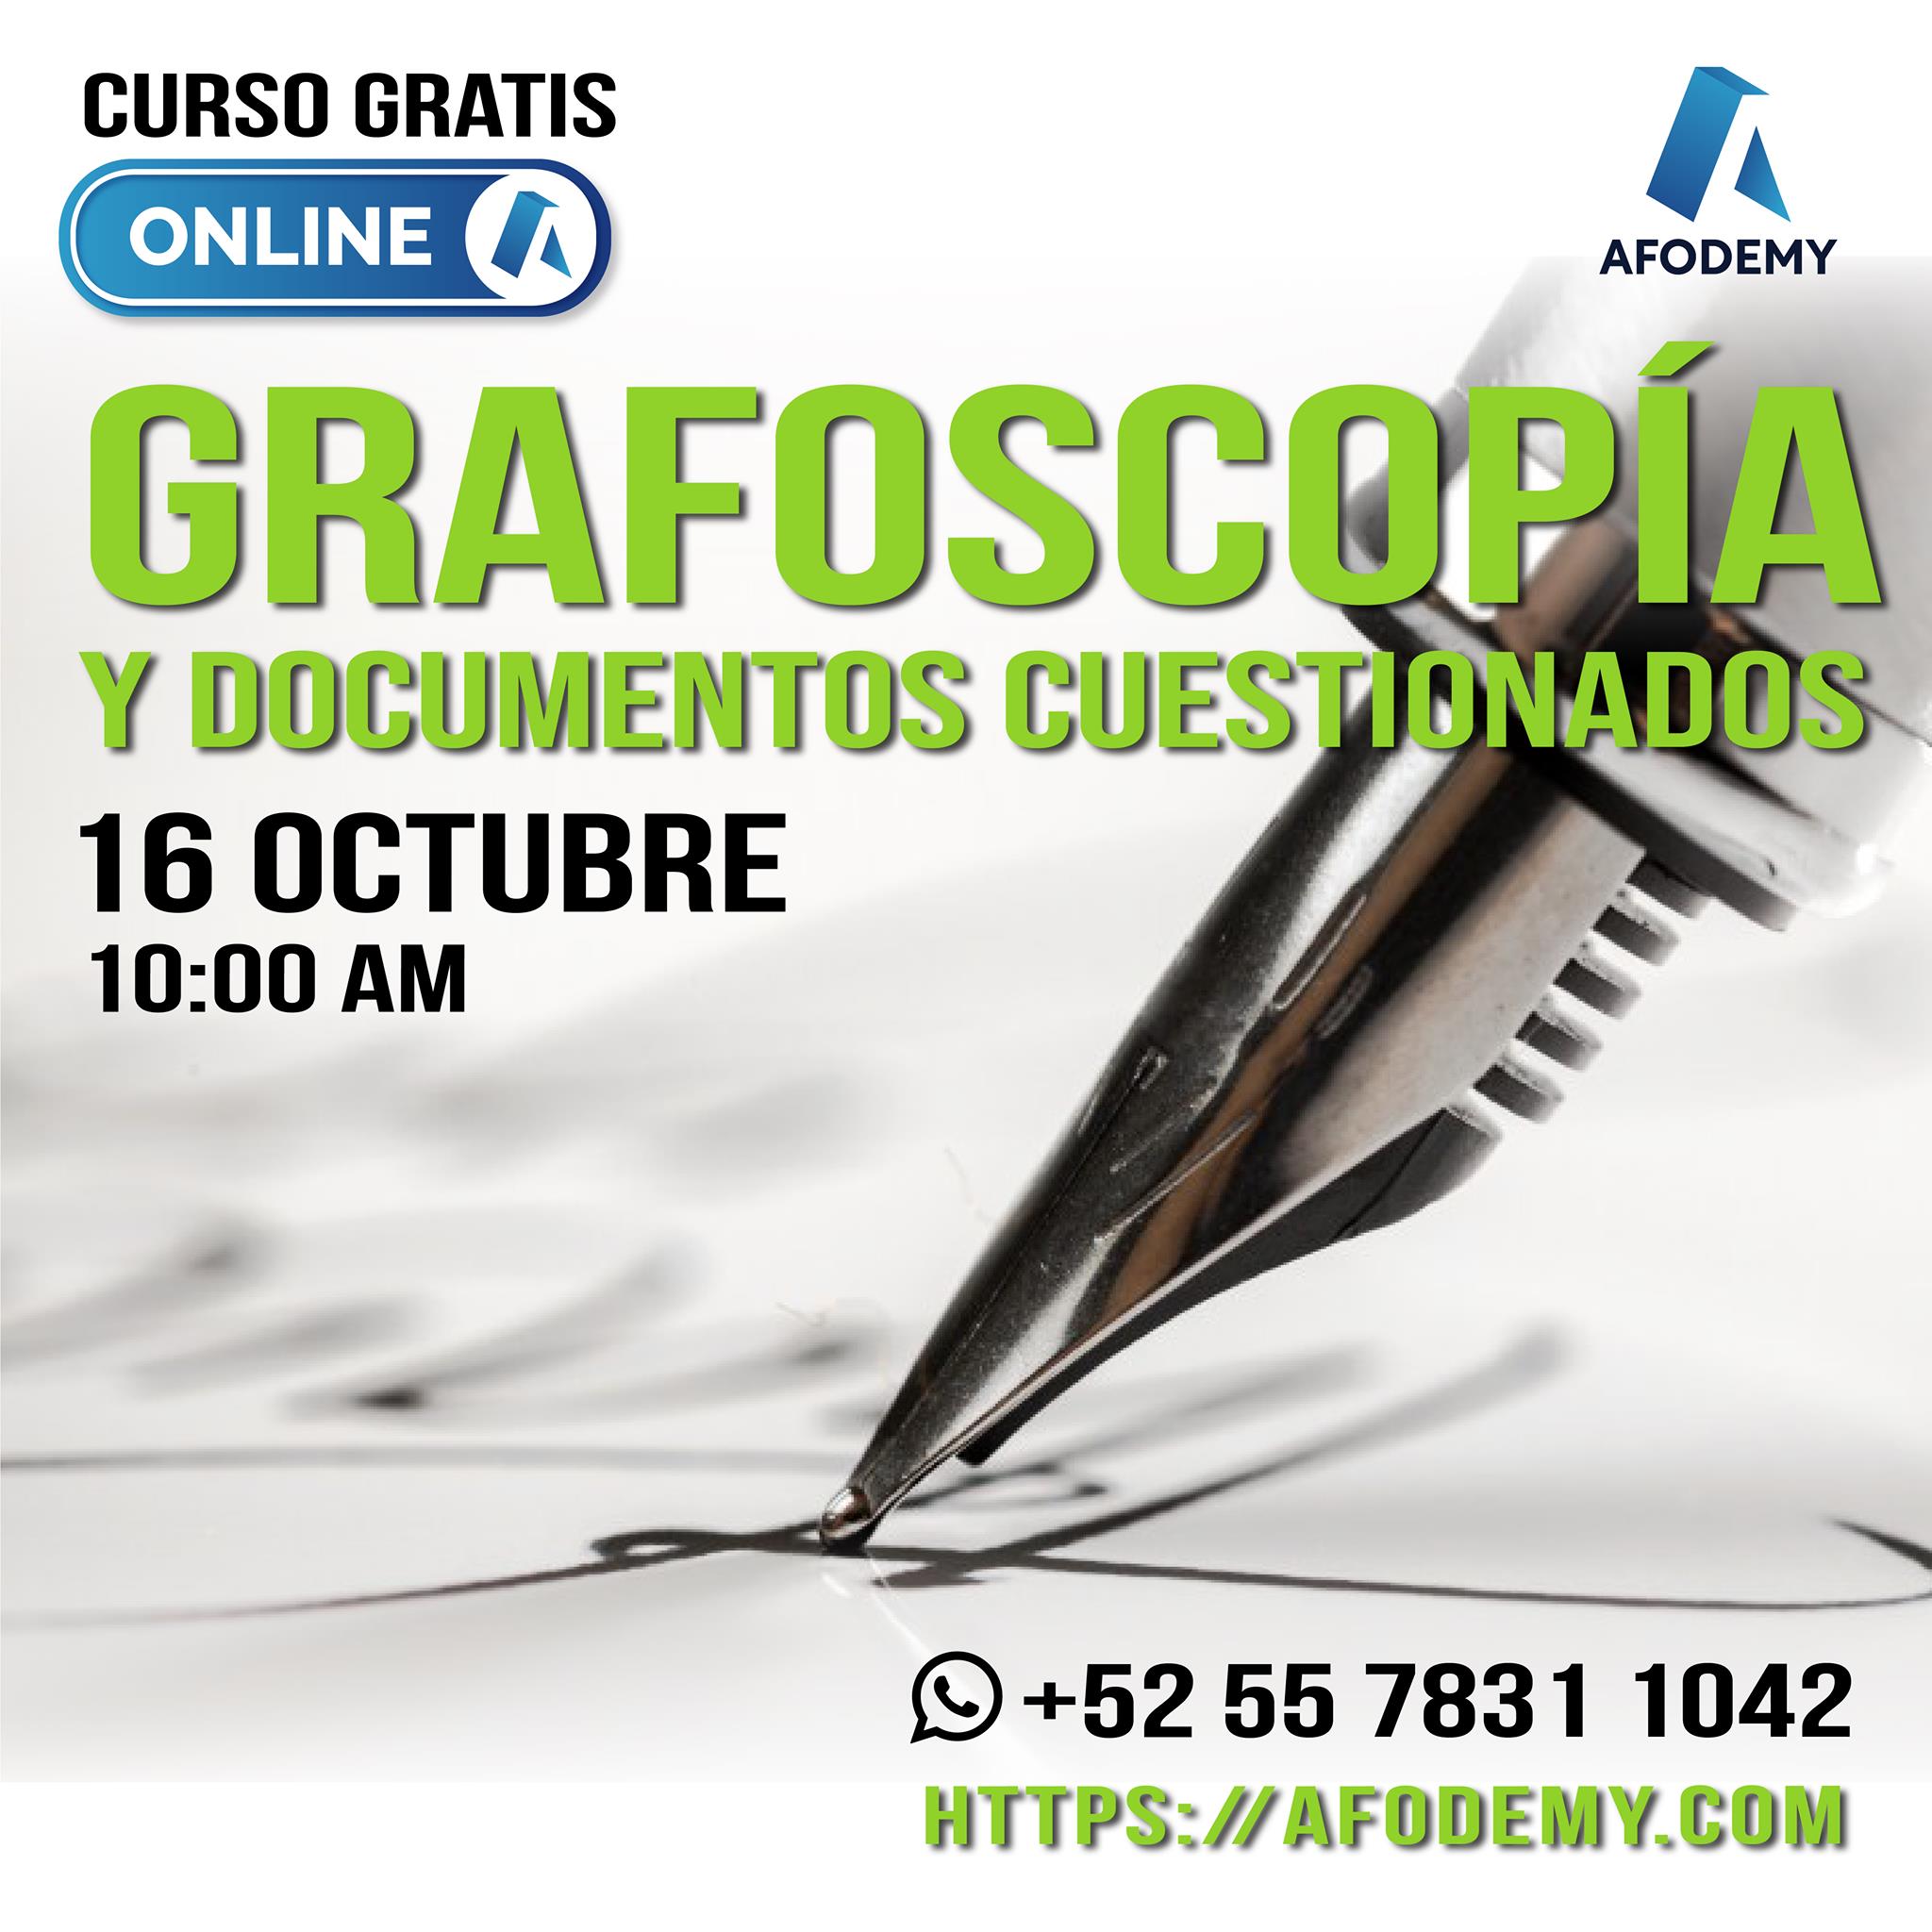 CURSO GRATIS
ONLINE
AFODEMY
GRAFOSCOPÍA
Y DOCUMENTOS CUESTIONADOS
16 OCTUBRE
10:00 AM
+52 55 7831 1042
HTTPS://AFODEMY.COM